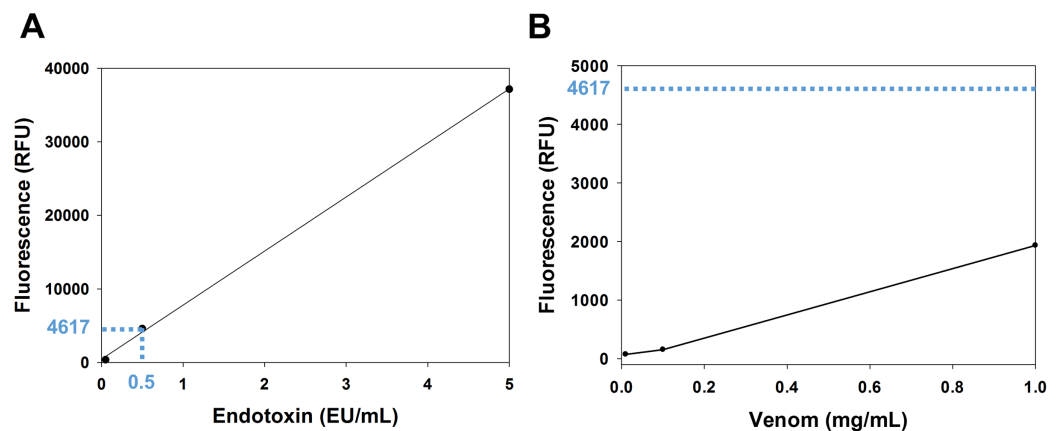 A
Fluorescence (RFU)
40000
30000
20000
10000
4617
0
0 0.5 1 2 3 4 5
Endotoxin (EU/mL)
B
Fluorescence (RFU)
5000
4617
4000
3000
2000
1000
0
0.0 0.2 0.4 0.6 0.8 1.0
Venom (mg/mL)